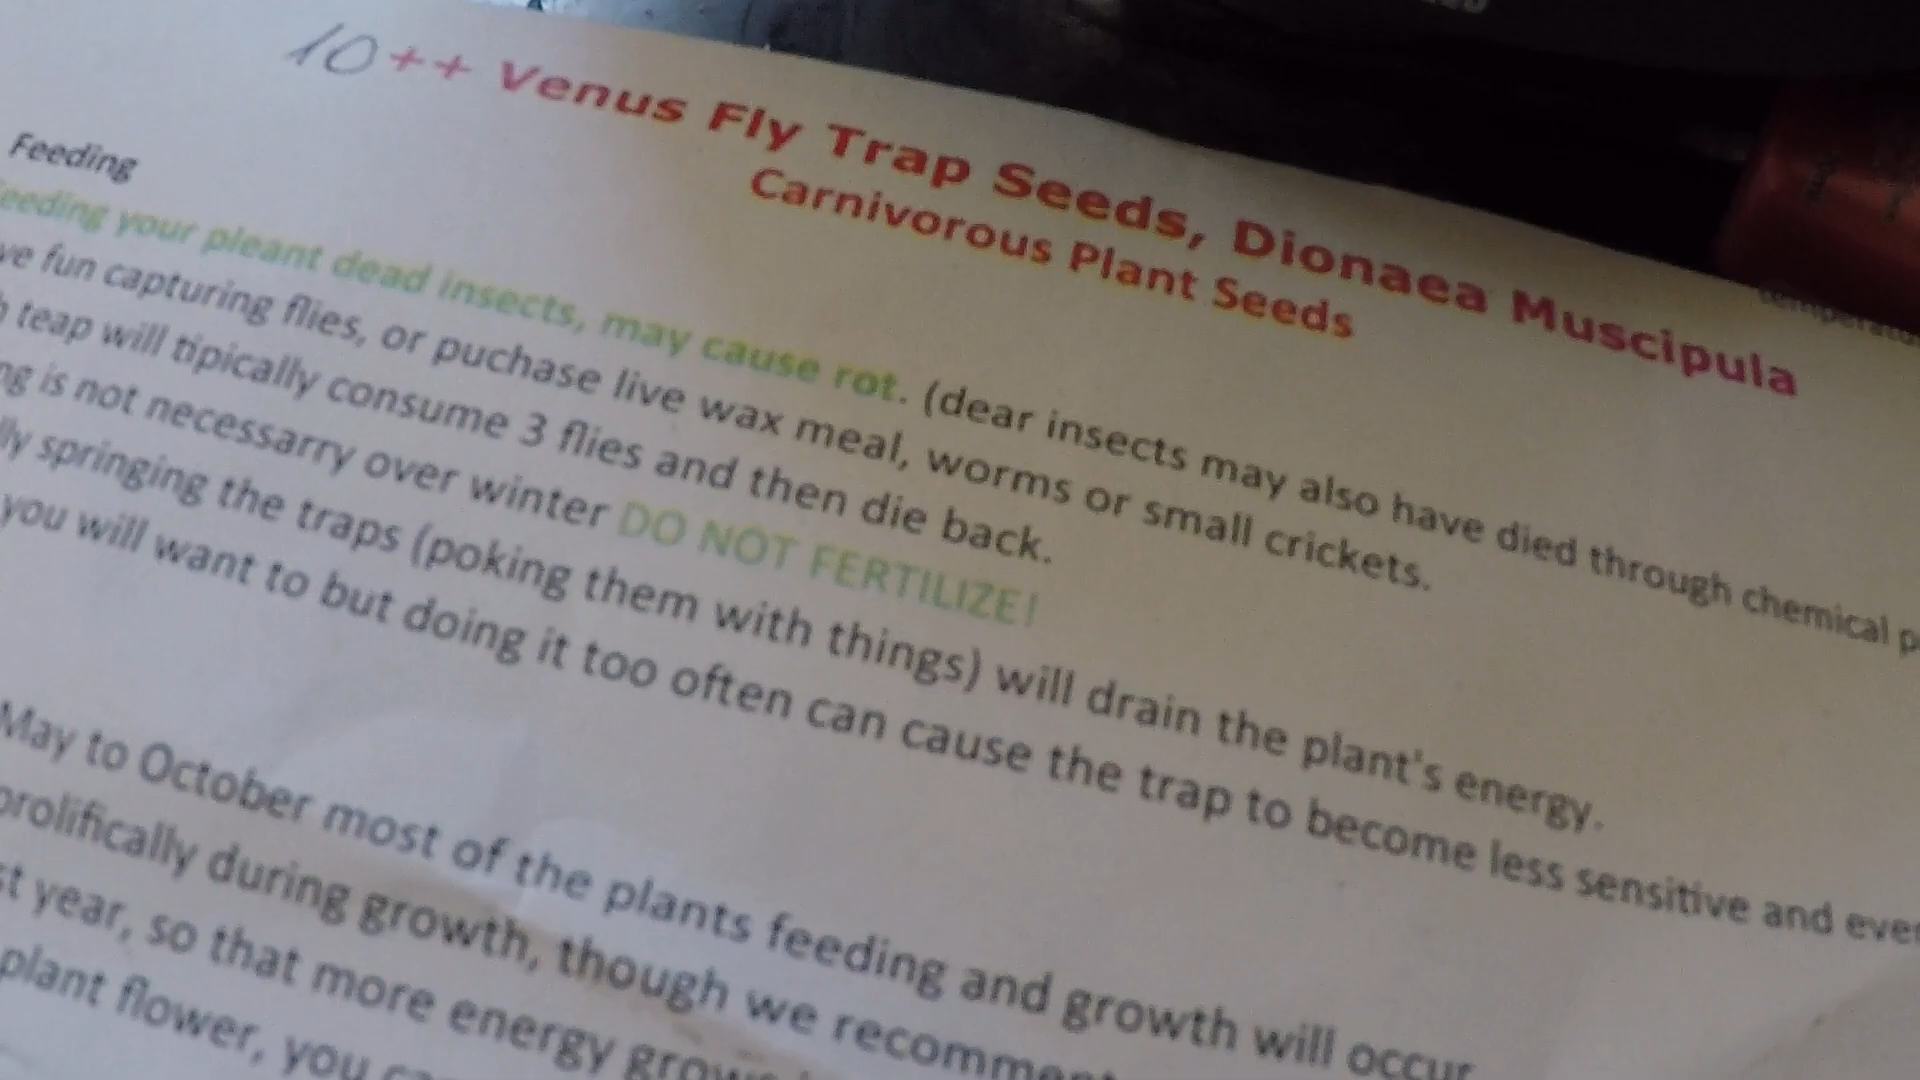 10++ Venus Fly Trap Seeds, Dionaea Muscipula
Carnivorous Plant Seeds
Feeding
eeding your pleant dead insects, may cause rot. (dear insects may also have died through chemical p
ve fun capturing flies, or puchase live wax meal, worms or small crickets.
teap will tipically consume 3 flies and then die back.
ng is not necessarry over winter DO NOT FERTILIZE!
lly springing the traps (poking them with things) will drain the plant's energy.
you will want to but doing it too often can cause the trap to become less sensitive and ever
May to October most of the plants feeding and growth will occur
prolifically during growth, though we recomment
st year, so that more energy grows
plant flower, you ca